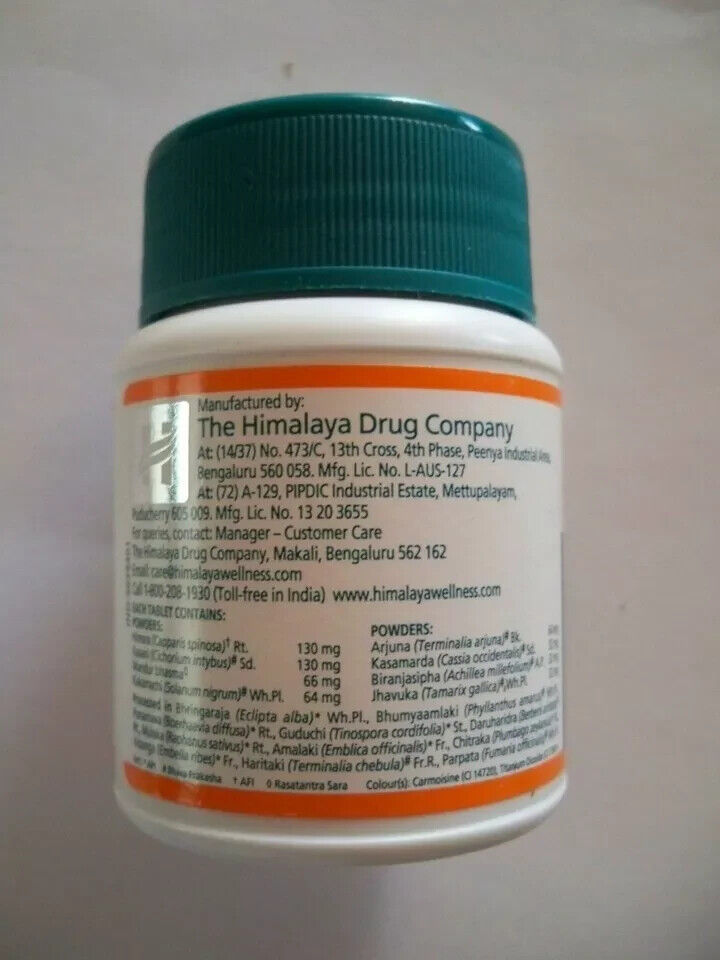 Manufactured by:
The Himalaya Drug Company
At: (14/37) No. 473/C, 13th Cross, 4th Phase, Peenya Industrial Area,
Bengaluru 560 058. Mfg. Lic. No. L-AUS-127
At: (72) A-129, PIPDIC Industrial Estate, Mettupalayam,
Puducherry 605 009. Mfg. Lic. No. 13 20 3655
For queries, contact: Manager – Customer Care
The Himalaya Drug Company, Makali, Bengaluru 562 162
Email: care@himalayawellness.com
Call 1-800-208-1930 (Toll-free in India) www.himalayawellness.com
EACH TABLET CONTAINS:
POWDERS:
Himsra (Capparis spinosa)† Rt. 130 mg
Kasani (Cichorium intybus)# Sd. 130 mg
Mandur bhasma◊ 66 mg
Kakamachi (Solanum nigrum)# Wh.Pl. 64 mg
POWDERS:
Arjuna (Terminalia arjuna)# Bk.
Kasamarda (Cassia occidentalis)# Sd.
Biranjasipha (Achillea millefolium)# A.P.
Jhavuka (Tamarix gallica)# Wh.Pl.
Processed in Bhringaraja (Eclipta alba)* Wh.Pl., Bhumyaamlaki (Phyllanthus amarus)
Punarnava (Boerhaavia diffusa)* Rt., Guduchi (Tinospora cordifolia)* St., Daruharidra (Berberis
Rt., Mulaka (Raphanus sativus)* Rt., Amalaki (Emblica officinalis)* Fr., Chitraka (Plumbago zeylanica)
Vidanga (Embelia ribes)* Fr., Haritaki (Terminalia chebula)# Fr.R., Parpata (Fumaria officinalis)
# Bhava Prakasha † AFI ◊ Rasatantra Sara Colour(s): Carmoisine (CI 14720), Titanium Dioxide